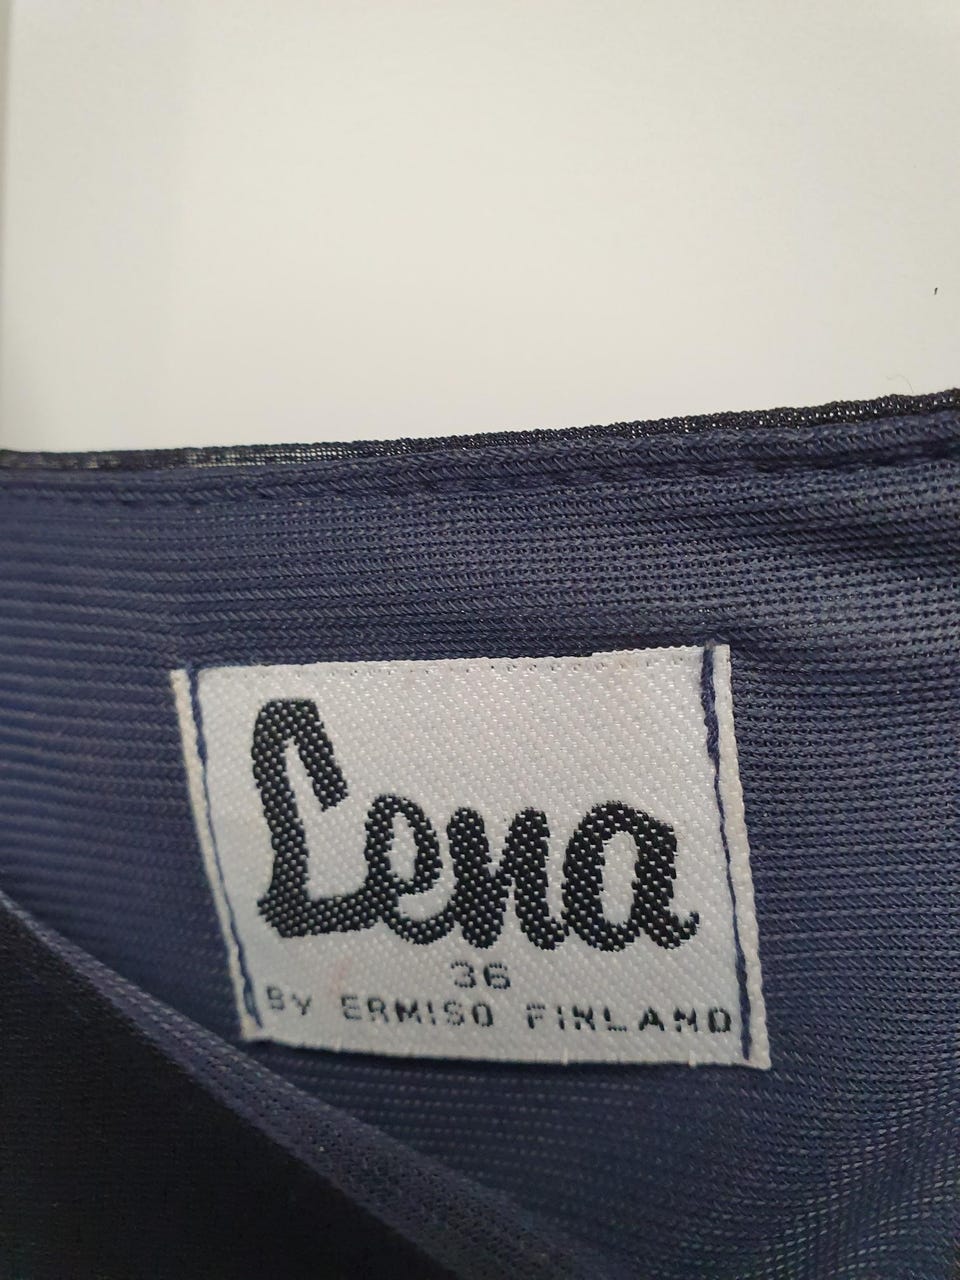 Lena
36
BY ERMISO FINLAND